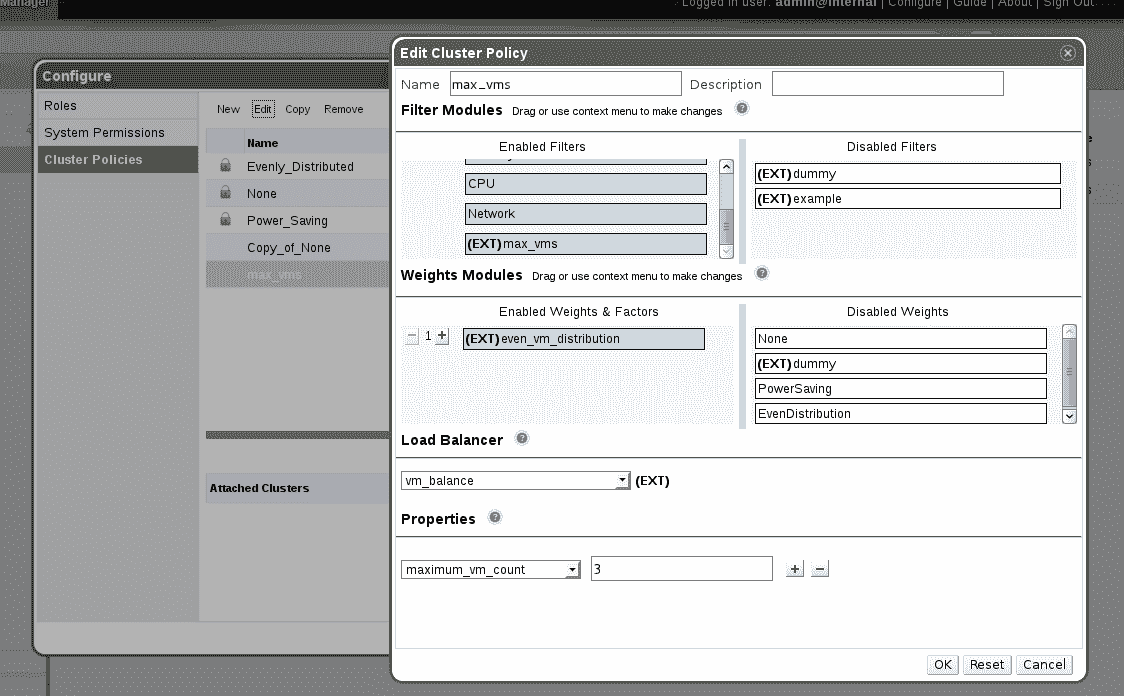 Manager
Logged in user: admin@internal | Configure | Guide | About | Sign Out
Edit Cluster Policy
Configure
Name max_vms Description
Roles
System Permissions
Cluster Policies
New Edit Copy Remove
Name
Evenly_Distributed
None
Power_Saving
Copy_of_None
max_vms
Attached Clusters
Filter Modules Drag or use context menu to make changes ?
Enabled Filters Disabled Filters
CPU
Network
(EXT) max_vms
(EXT) dummy
(EXT) example
Weights Modules Drag or use context menu to make changes ?
Enabled Weights & Factors Disabled Weights
1 (EXT) even_vm_distribution
None
(EXT) dummy
PowerSaving
EvenDistribution
Load Balancer ?
vm_balance (EXT)
Properties ?
maximum_vm_count 3 + −
OK Reset Cancel